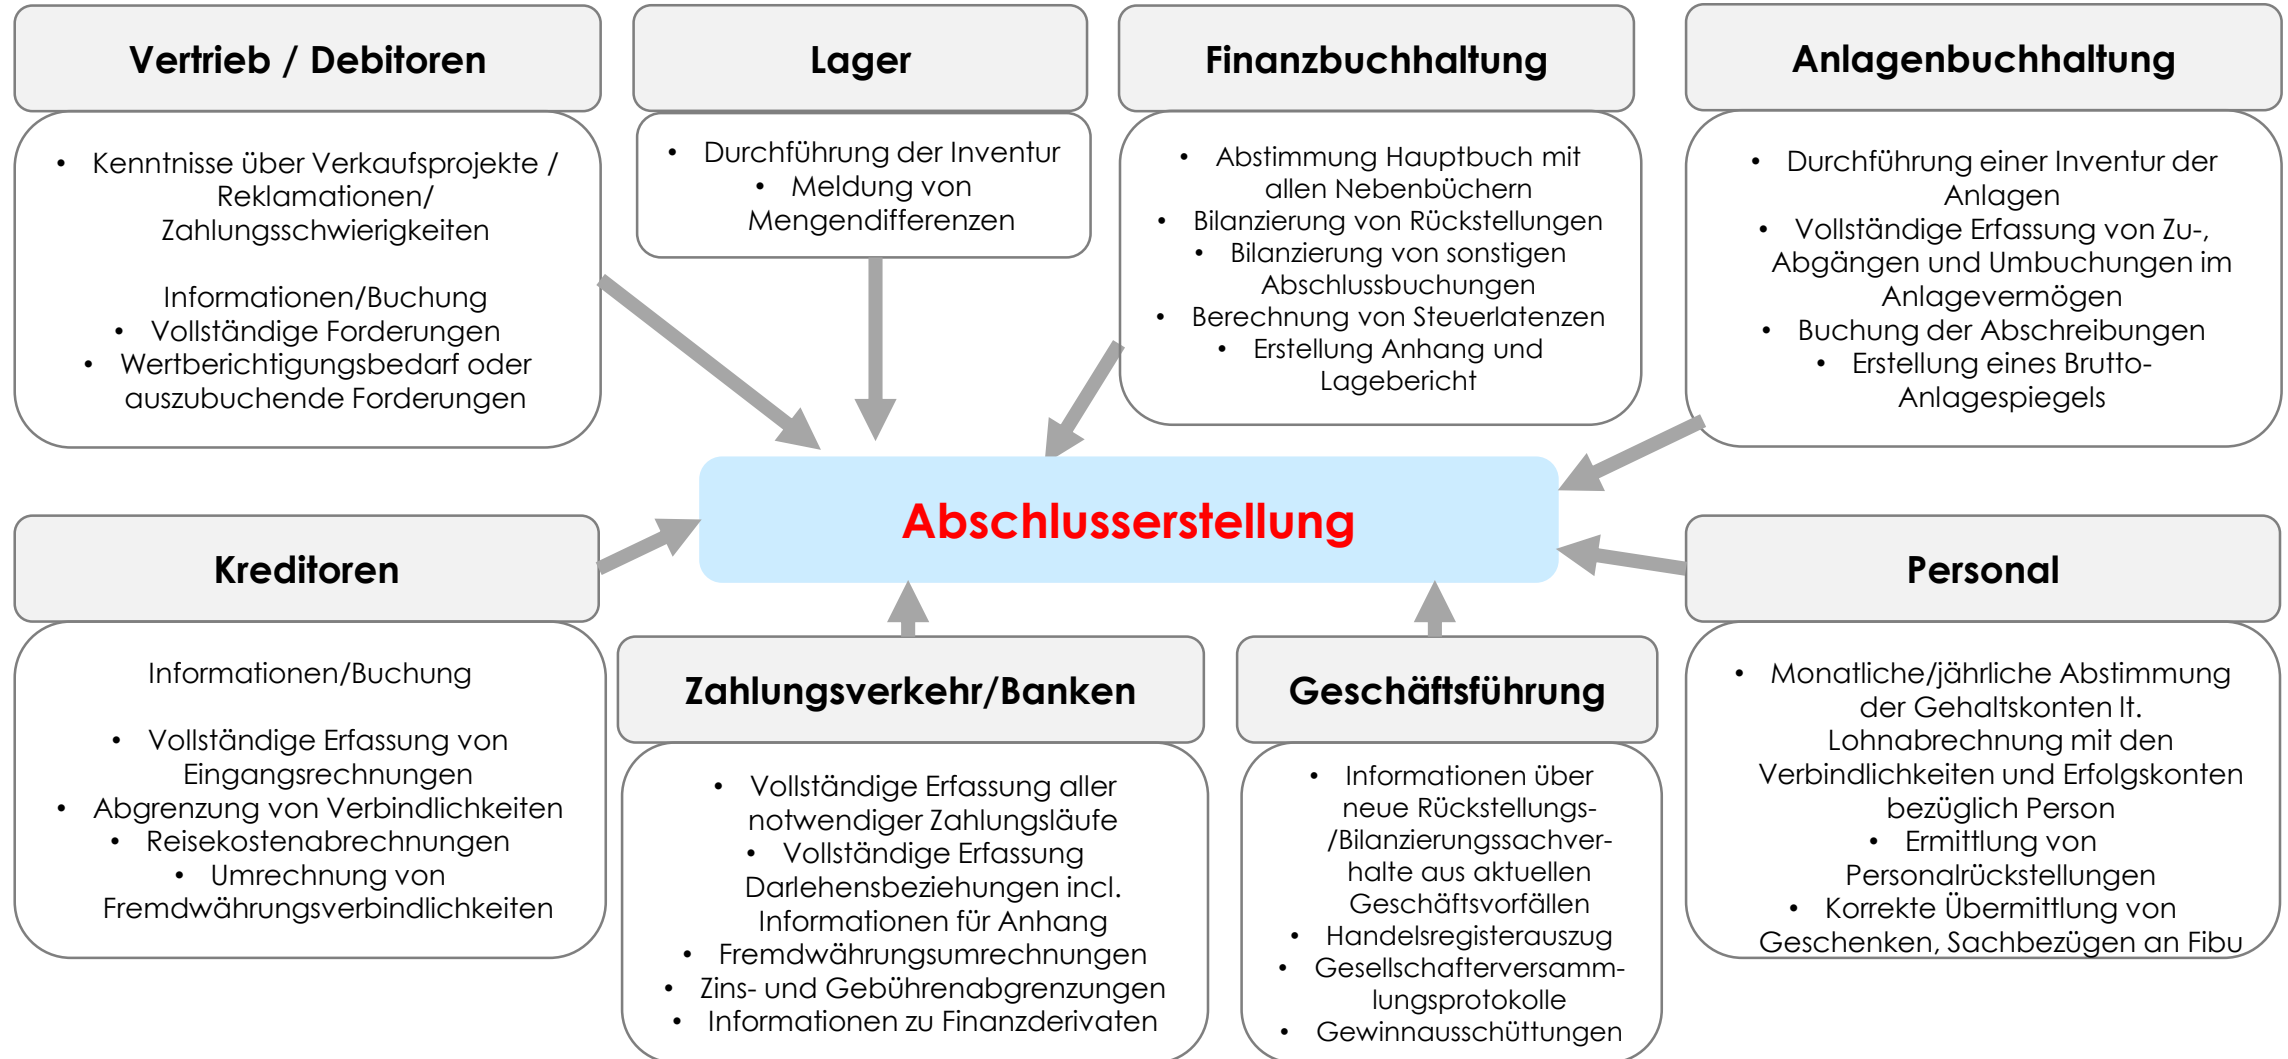 Vertrieb / Debitoren
• Kenntnisse über Verkaufsprojekte /
Reklamationen/
Zahlungsschwierigkeiten
Informationen/Buchung
• Vollständige Forderungen
• Wertberichtigungsbedarf oder
auszubuchende Forderungen
Lager
• Durchführung der Inventur
• Meldung von
Mengendifferenzen
Finanzbuchhaltung
• Abstimmung Hauptbuch mit
allen Nebenbüchern
• Bilanzierung von Rückstellungen
• Bilanzierung von sonstigen
Abschlussbuchungen
• Berechnung von Steuerlatenzen
• Erstellung Anhang und
Lagebericht
Anlagenbuchhaltung
• Durchführung einer Inventur der
Anlagen
• Vollständige Erfassung von Zu-,
Abgängen und Umbuchungen im
Anlagevermögen
• Buchung der Abschreibungen
• Erstellung eines Brutto-
Anlagespiegels
Abschlusserstellung
Kreditoren
Informationen/Buchung
• Vollständige Erfassung von
Eingangsrechnungen
• Abgrenzung von Verbindlichkeiten
• Reisekostenabrechnungen
• Umrechnung von
Fremdwährungsverbindlichkeiten
Zahlungsverkehr/Banken
• Vollständige Erfassung aller
notwendiger Zahlungsläufe
• Vollständige Erfassung
Darlehensbeziehungen incl.
Informationen für Anhang
• Fremdwährungsumrechnungen
• Zins- und Gebührenabgrenzungen
• Informationen zu Finanzderivaten
Geschäftsführung
• Informationen über
neue Rückstellungs-
/Bilanzierungssachver-
halte aus aktuellen
Geschäftsvorfällen
• Handelsregisterauszug
• Gesellschafterversamm-
lungsprotokolle
• Gewinnausschüttungen
Personal
• Monatliche/jährliche Abstimmung
der Gehaltskonten lt.
Lohnabrechnung mit den
Verbindlichkeiten und Erfolgskonten
bezüglich Person
• Ermittlung von
Personalrückstellungen
• Korrekte Übermittlung von
Geschenken, Sachbezügen an Fibu